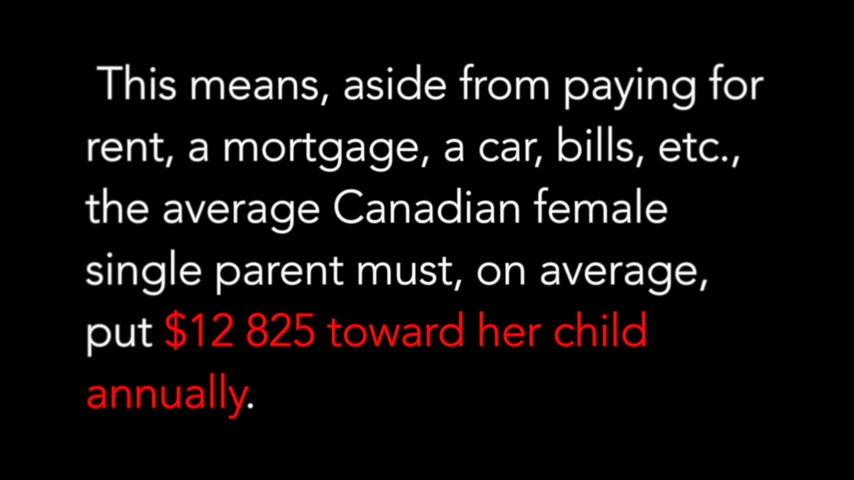 This means, aside from paying for
rent, a mortgage, a car, bills, etc.,
the average Canadian female
single parent must, on average,
put $12 825 toward her child
annually.